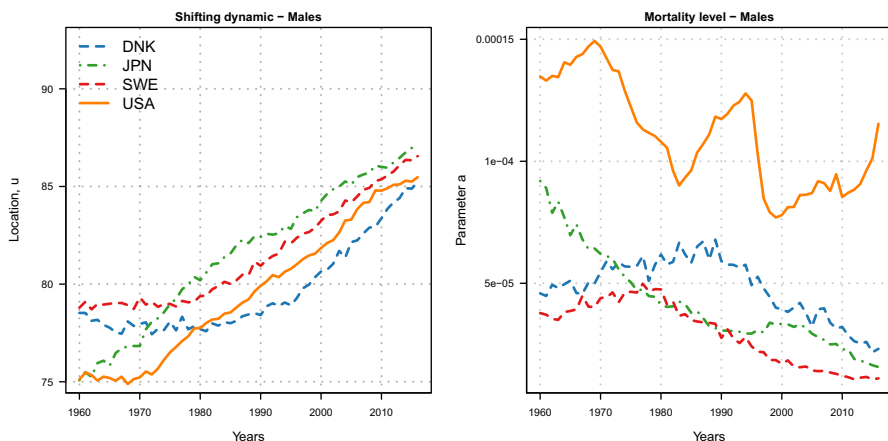 Shifting dynamic − Males
DNK
JPN
SWE
USA
Location, u
90
85
80
75
1960
1970
1980
1990
2000
2010
Years
Mortality level − Males
Parameter a
0.00015
1e−04
5e−05
1960
1970
1980
1990
2000
2010
Years